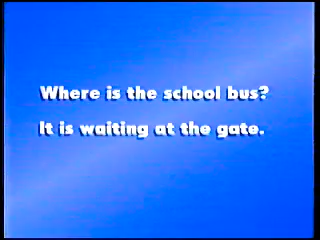 Where is the school bus?
It is waiting at the gate.